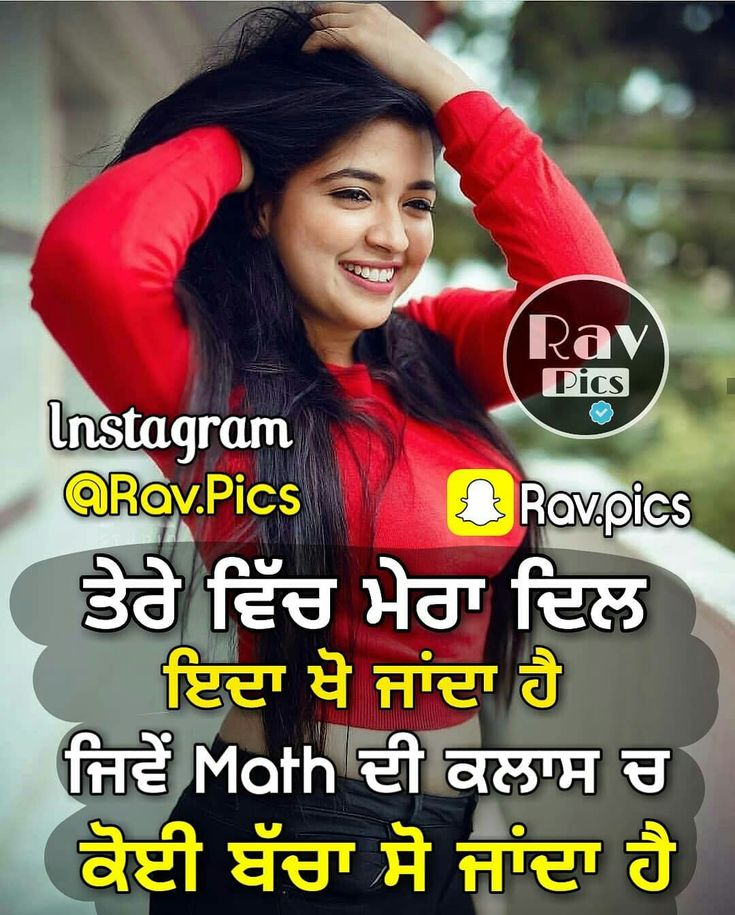 Rav
Pics
Instagram
@Rav.Pics
Rav.pics
ਤੇਰੇ ਵਿੱਚ ਮੇਰਾ ਦਿਲ
ਇਦਾ ਖੋ ਜਾਂਦਾ ਹੈ
ਜਿਵੇਂ Math ਦੀ ਕਲਾਸ ਚ
ਕੋਈ ਬੱਚਾ ਸੋ ਜਾਂਦਾ ਹੈ